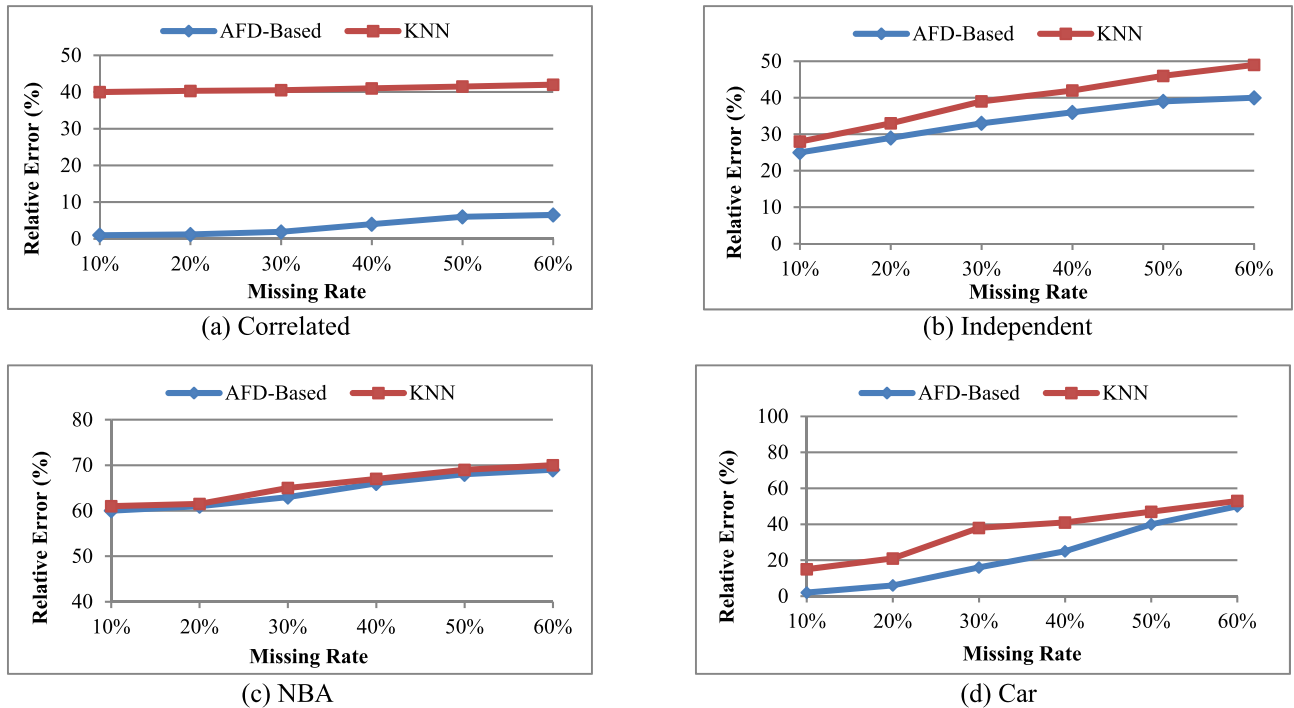 AFD-Based KNN
50
40
30
20
10
0
Relative Error (%)
10% 20% 30% 40% 50% 60%
Missing Rate
(a) Correlated
AFD-Based KNN
50
40
30
20
10
0
Relative Error (%)
10% 20% 30% 40% 50% 60%
Missing Rate
(b) Independent
AFD-Based KNN
80
70
60
50
40
Relative Error (%)
10% 20% 30% 40% 50% 60%
Missing Rate
(c) NBA
AFD-Based KNN
100
80
60
40
20
0
Relative Error (%)
10% 20% 30% 40% 50% 60%
Missing Rate
(d) Car